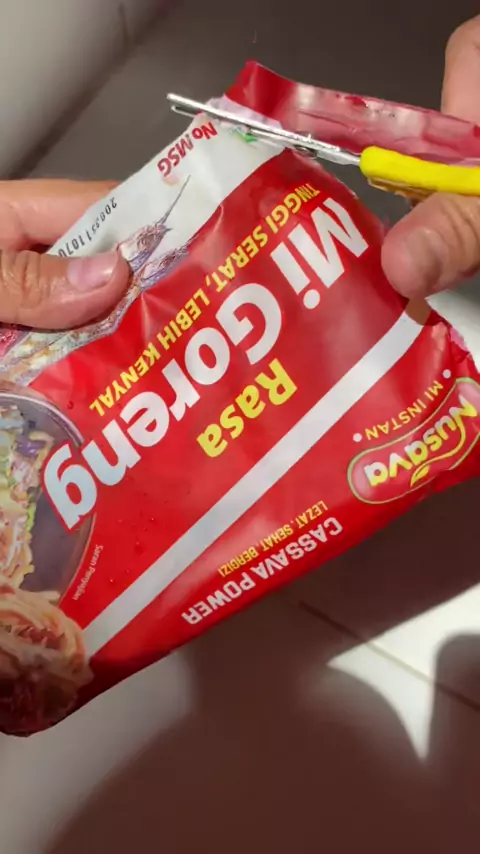 Nusava
• MI INSTAN •
CASSAVA POWER
LEZAT, SEHAT, BERGIZI
Rasa
Mi Goreng
TINGGI SERAT, LEBIH KENYAL
No MSG
Saran Penyajian